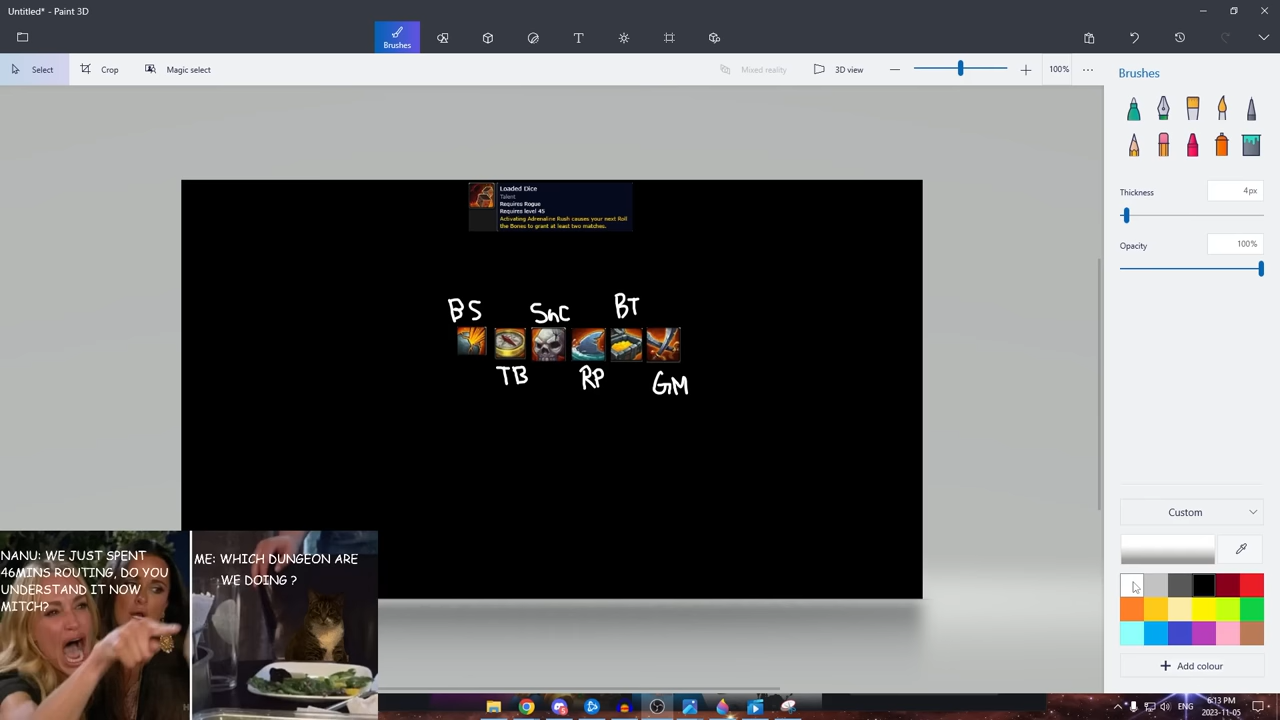 Untitled* - Paint 3D
Brushes
Select
Crop
Magic select
Mixed reality
3D view
100%
Brushes
Thickness
4px
Opacity
100%
Loaded Dice
Talent
Requires Rogue
Requires level 45
Activating Adrenaline Rush causes your next Roll
the Bones to grant at least two matches.
BS
SnC
BT
TB
RP
GM
NANU: WE JUST SPENT
46MINS ROUTING, DO YOU
UNDERSTAND IT NOW
MITCH?
ME: WHICH DUNGEON ARE
WE DOING ?
Custom
Add colour
ENG
6:13 PM
2023-11-05